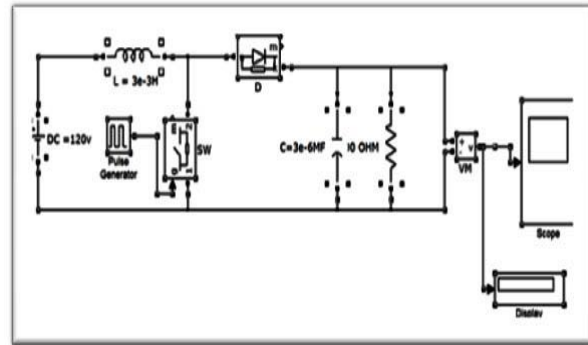 m
L = 3e-3H
D
DC =120v
Pulse
Generator
SW
C=3e-6MF
OHM
+
-
v
VM
Scope
Display